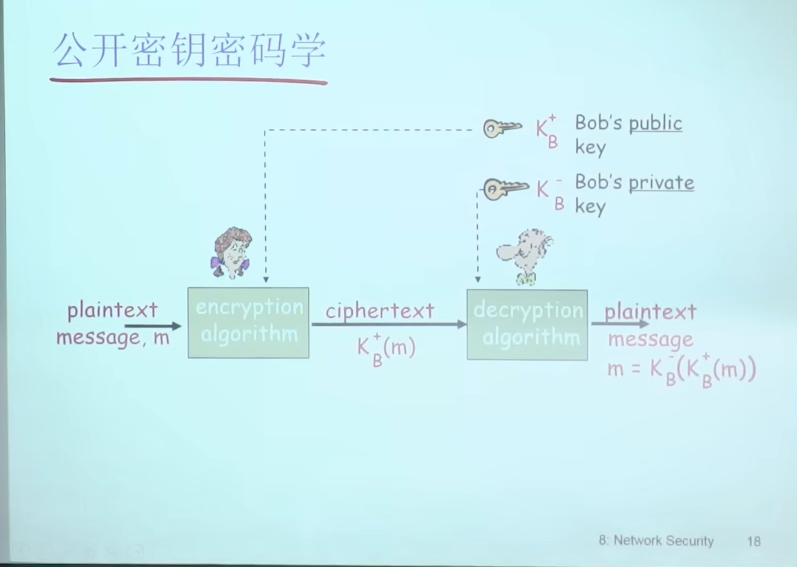 公开密钥密码学
K_B^+ Bob's public
key
K_B^- Bob's private
key
plaintext
message, m
encryption
algorithm
ciphertext
K_B^+(m)
decryption
algorithm
plaintext
message
m = K_B^-(K_B^+(m))
8: Network Security 18